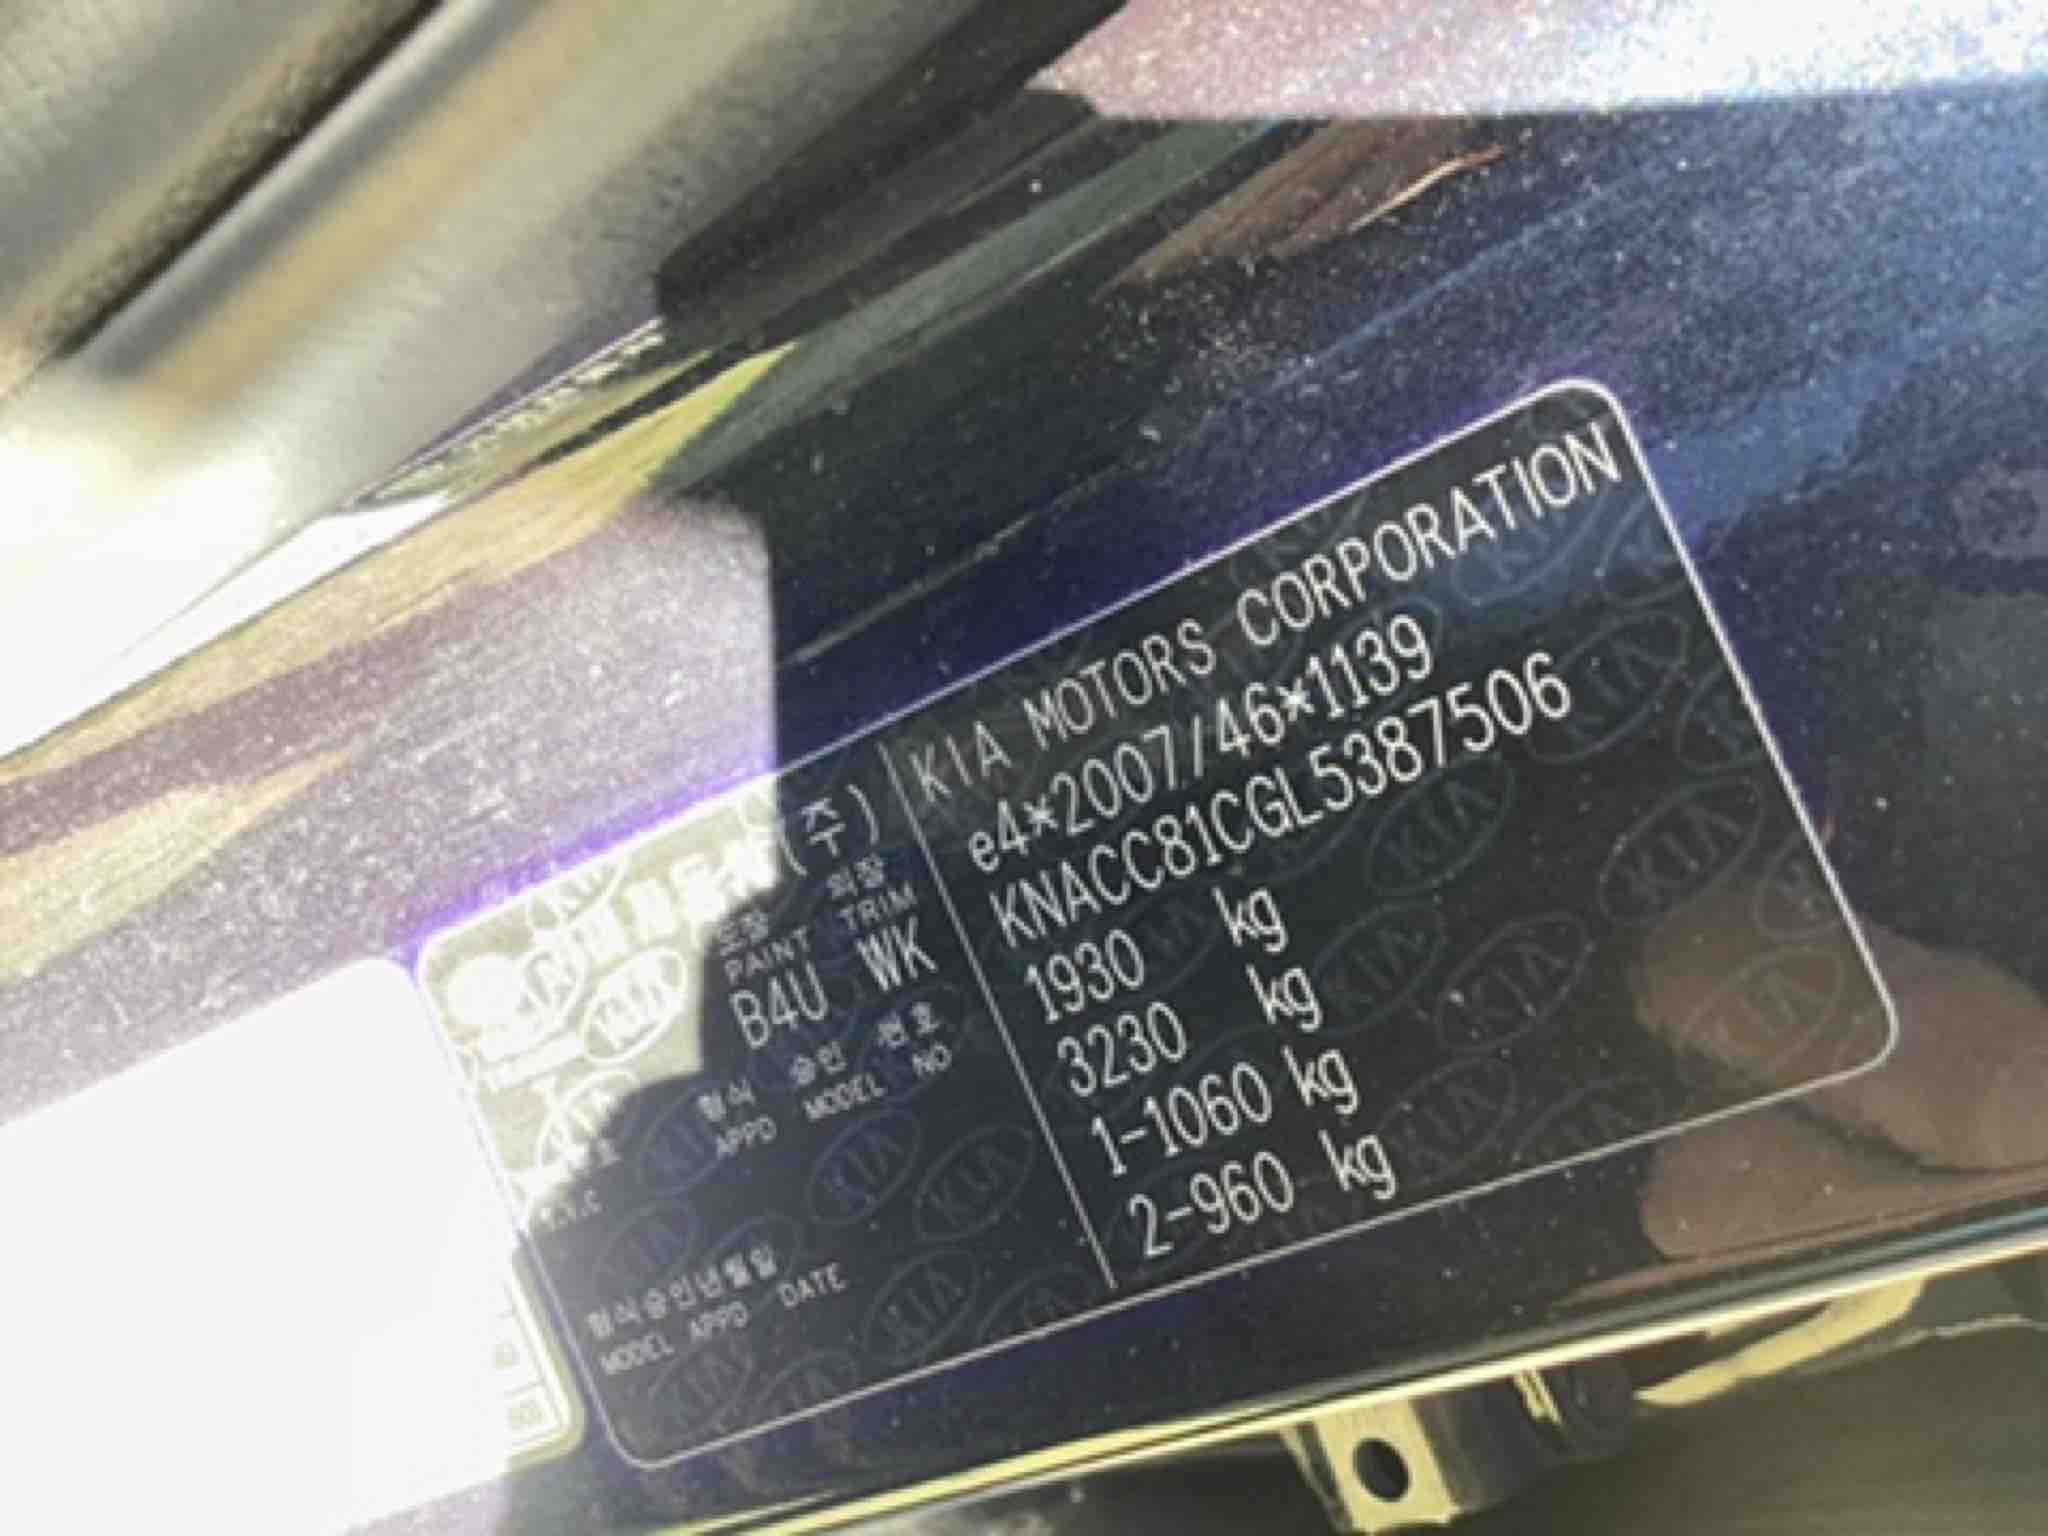 (주)
도장 의장
PAINT TRIM
B4U WK
형식 승인 번호
APPD MODEL NO
형식승인년월일
MODEL APPD DATE
KIA MOTORS CORPORATION
e4*2007/46*1139
KNACC81CGL5387506
1930 kg
3230 kg
1-1060 kg
2-960 kg